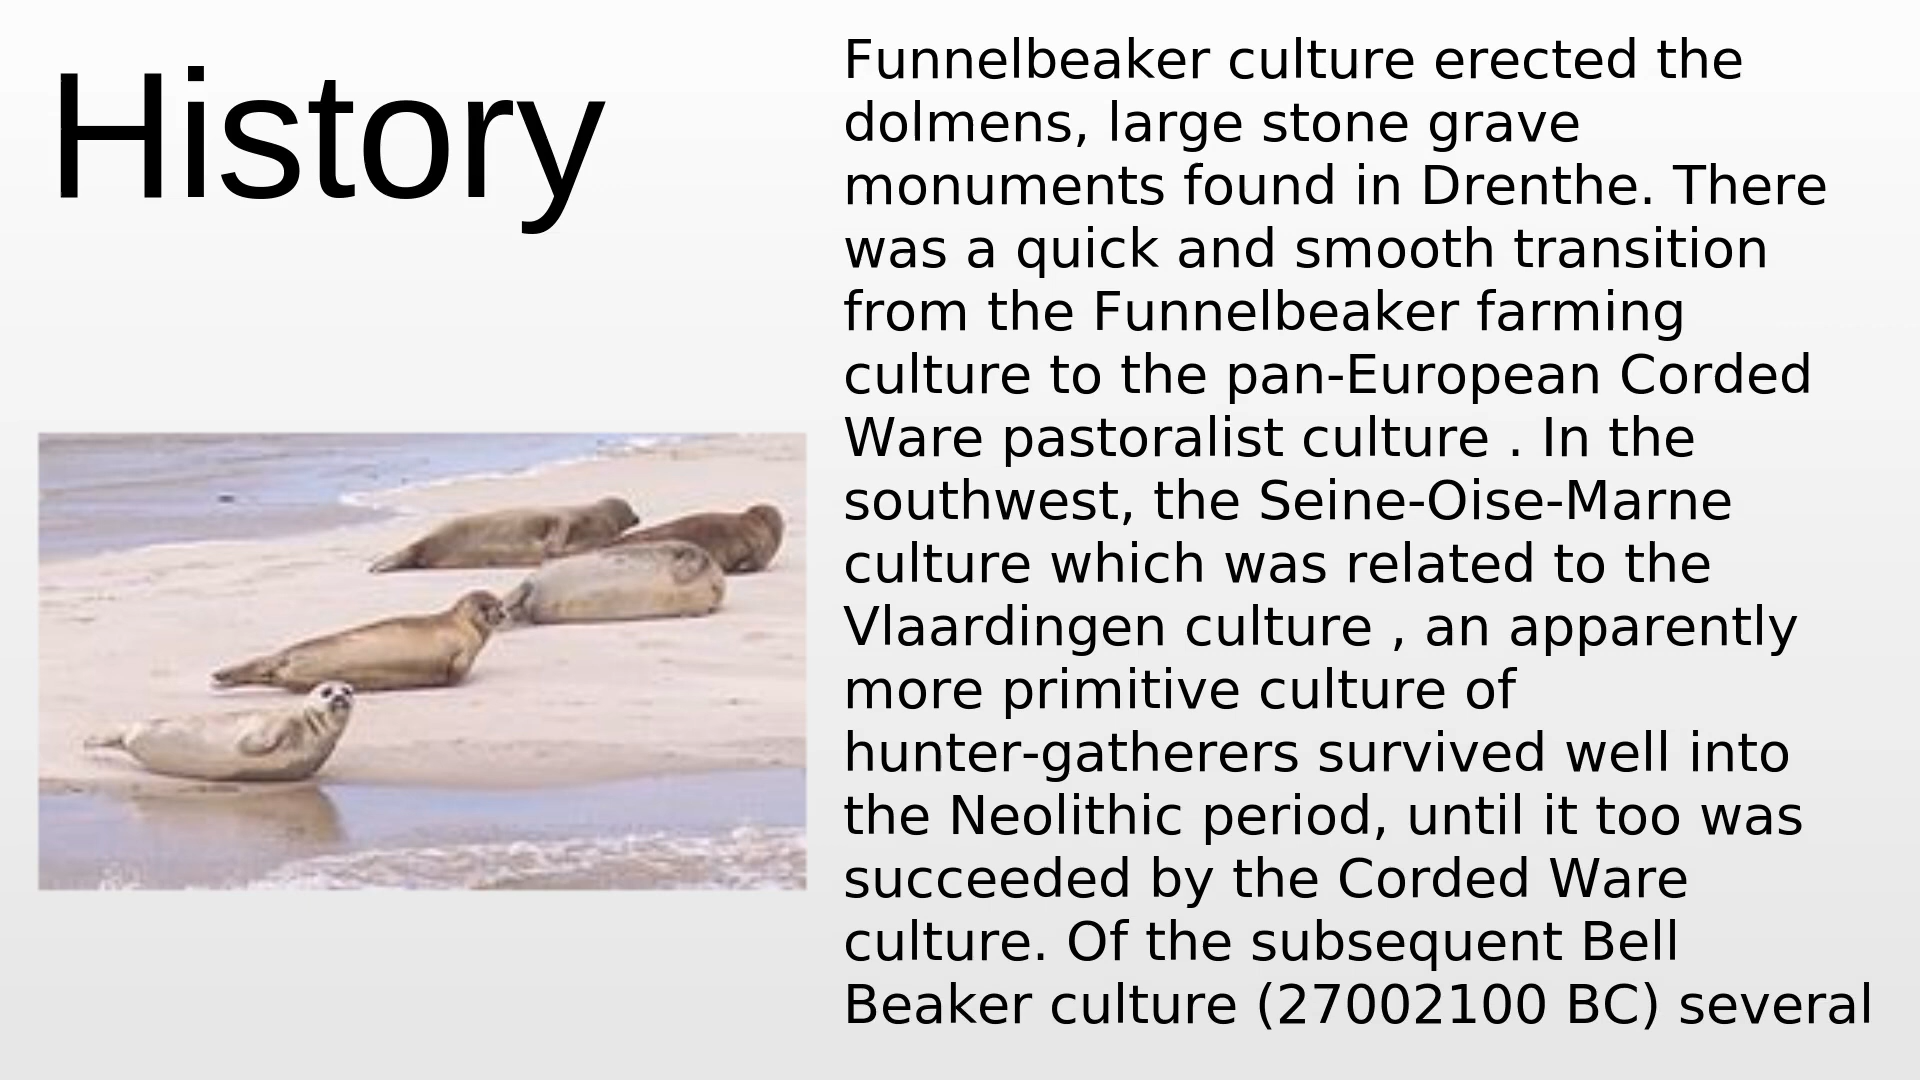 History
Funnelbeaker culture erected the
dolmens, large stone grave
monuments found in Drenthe. There
was a quick and smooth transition
from the Funnelbeaker farming
culture to the pan-European Corded
Ware pastoralist culture . In the
southwest, the Seine-Oise-Marne
culture which was related to the
Vlaardingen culture , an apparently
more primitive culture of
hunter-gatherers survived well into
the Neolithic period, until it too was
succeeded by the Corded Ware
culture. Of the subsequent Bell
Beaker culture (27002100 BC) several